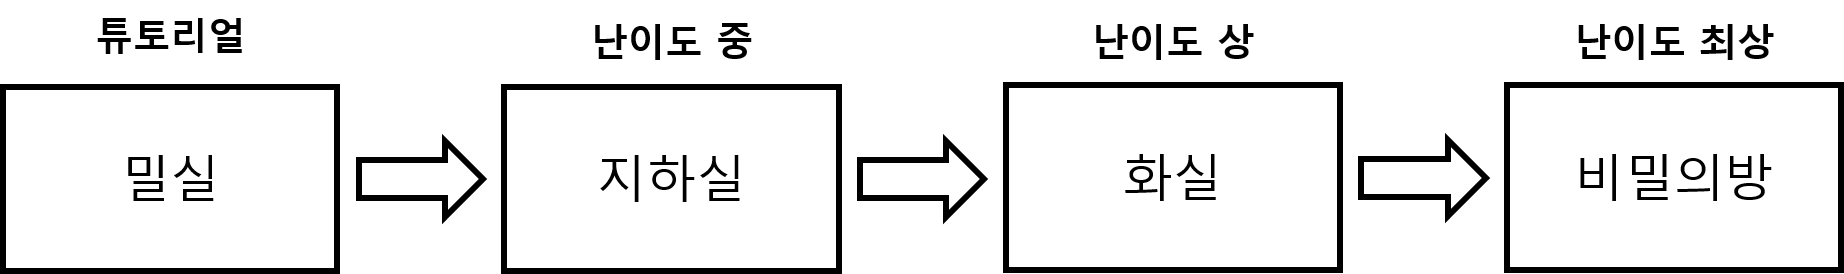 튜토리얼
난이도 중
난이도 상
난이도 최상
밀실
지하실
화실
비밀의방